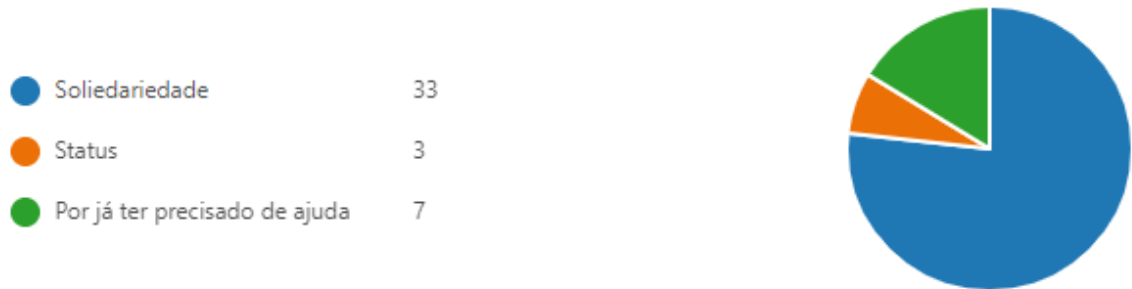 Soliedariedade 33
Status 3
Por já ter precisado de ajuda 7